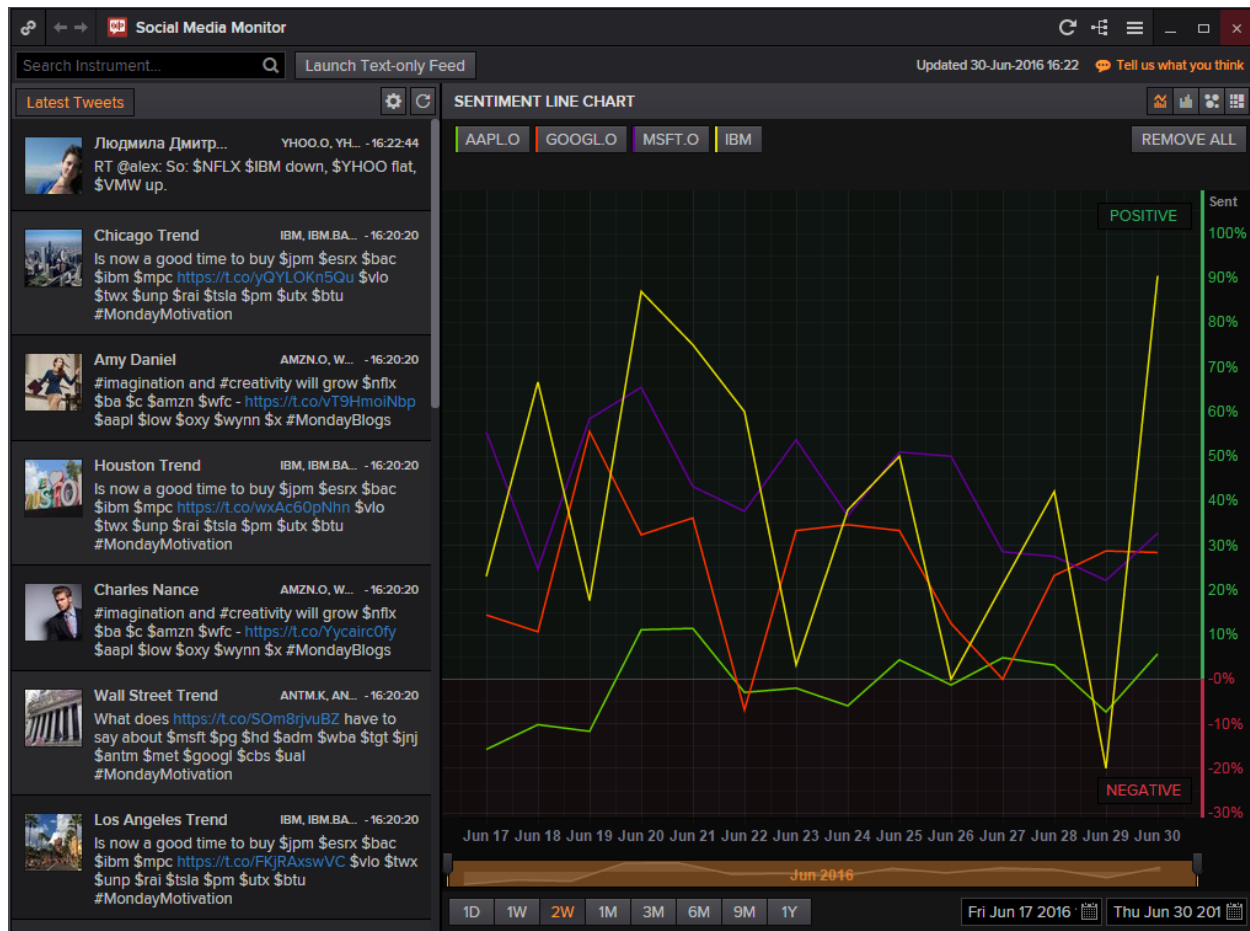 Social Media Monitor
Search Instrument...
Launch Text-only Feed
Updated 30-Jun-2016 16:22
Tell us what you think
Latest Tweets
Людмила Дмитр... YHOO.O, YH... - 16:22:44
RT @alex: So: $NFLX $IBM down, $YHOO flat,
$VMW up.
Chicago Trend IBM, IBM.BA... - 16:20:20
Is now a good time to buy $jpm $esrx $bac
$ibm $mpc https://t.co/yQYLOKn5Qu $vlo
$twx $unp $rai $tsla $pm $utx $btu
#MondayMotivation
Amy Daniel AMZN.O, W... - 16:20:20
#imagination and #creativity will grow $nflx
$ba $c $amzn $wfc - https://t.co/vT9HmoiNbp
$aapl $low $oxy $wynn $x #MondayBlogs
Houston Trend IBM, IBM.BA... - 16:20:20
Is now a good time to buy $jpm $esrx $bac
$ibm $mpc https://t.co/wxAc60pNhn $vlo
$twx $unp $rai $tsla $pm $utx $btu
#MondayMotivation
Charles Nance AMZN.O, W... - 16:20:20
#imagination and #creativity will grow $nflx
$ba $c $amzn $wfc - https://t.co/Yycairc0fy
$aapl $low $oxy $wynn $x #MondayBlogs
Wall Street Trend ANTM.K, AN... - 16:20:20
What does https://t.co/SOm8rjvuBZ have to
say about $msft $pg $hd $adm $wba $tgt $jnj
$antm $met $googl $cbs $ual
#MondayMotivation
Los Angeles Trend IBM, IBM.BA... - 16:20:20
Is now a good time to buy $jpm $esrx $bac
$ibm $mpc https://t.co/FKjRAxswVC $vlo $twx
$unp $rai $tsla $pm $utx $btu
#MondayMotivation
SENTIMENT LINE CHART
AAPL.O GOOGL.O MSFT.O IBM
REMOVE ALL
Sent
POSITIVE
100%
90%
80%
70%
60%
50%
40%
30%
20%
10%
-0%
-10%
-20%
NEGATIVE
-30%
Jun 17 Jun 18 Jun 19 Jun 20 Jun 21 Jun 22 Jun 23 Jun 24 Jun 25 Jun 26 Jun 27 Jun 28 Jun 29 Jun 30
Jun 2016
1D 1W 2W 1M 3M 6M 9M 1Y
Fri Jun 17 2016
Thu Jun 30 201